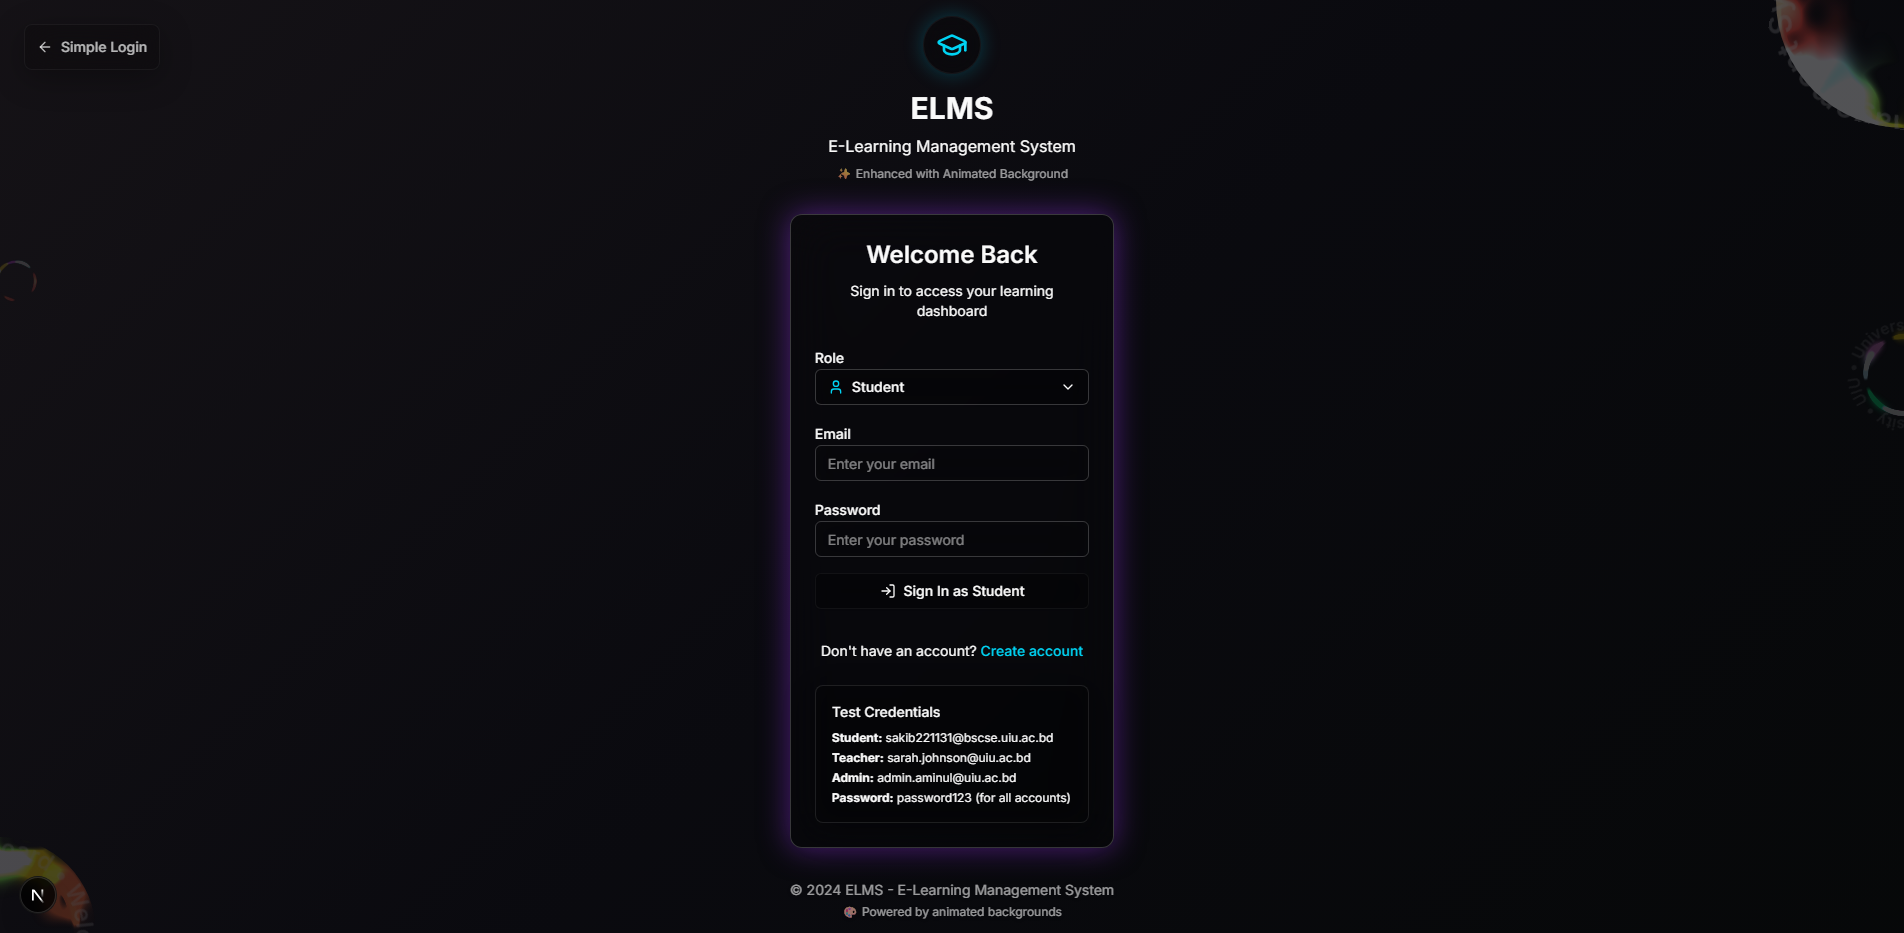 Simple Login
ELMS
E-Learning Management System
✨ Enhanced with Animated Background
Welcome Back
Sign in to access your learning
dashboard
Role
Student
Email
Enter your email
Password
Enter your password
Sign In as Student
Don't have an account? Create account
Test Credentials
Student: sakib221131@bscse.uiu.ac.bd
Teacher: sarah.johnson@uiu.ac.bd
Admin: admin.aminul@uiu.ac.bd
Password: password123 (for all accounts)
© 2024 ELMS - E-Learning Management System
🎨 Powered by animated backgrounds
N
UIU